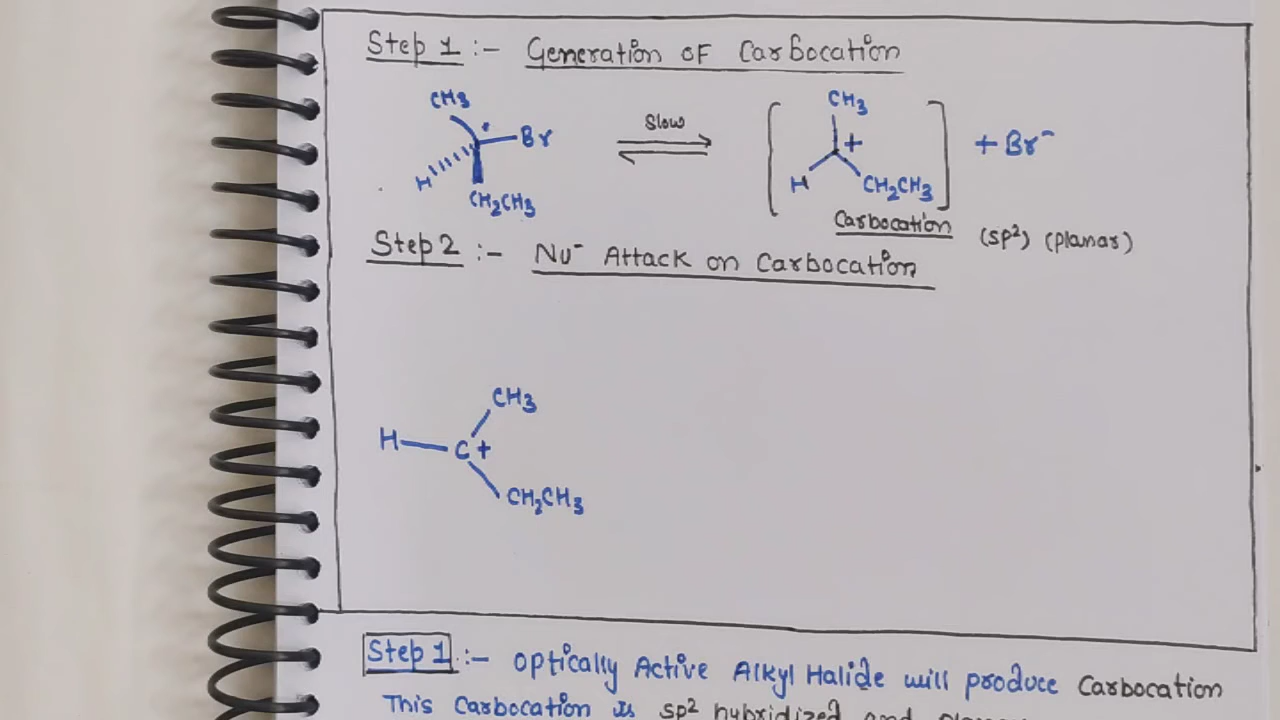 Step 1 :- Generation of Carbocation
CH3
Br
H
CH2CH3
Slow
CH3
+
H
CH2CH3
+ Br-
Carbocation (sp2) (planar)
Step 2 :- Nu- Attack on Carbocation
CH3
H C+
CH2CH3
Step 1 :- Optically Active Alkyl Halide will produce Carbocation
This Carbocation is sp2 hybridized and